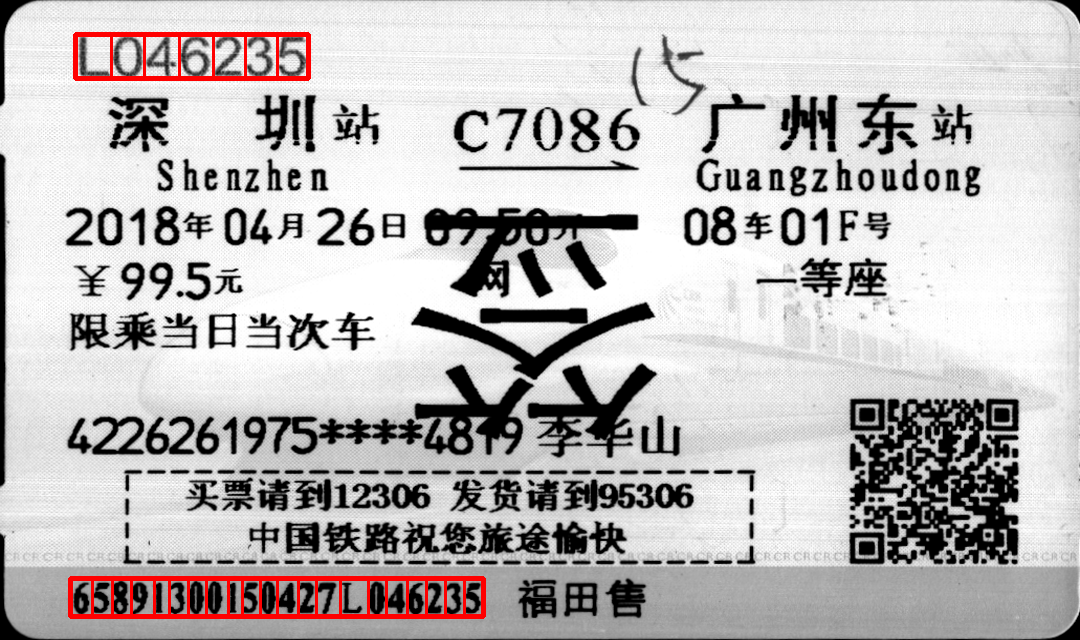 L046235
15
深圳站 C7086 广州东站
Shenzhen Guangzhoudong
2018年04月26日 09:50开 08车01F号
¥99.5元 网 一等座
限乘当日当次车
签
4226261975****4819 李华山
买票请到12306 发货请到95306
中国铁路祝您旅途愉快
CRCRCRCRCRCRCRCRCRCR
65891300150427L046235 福田售